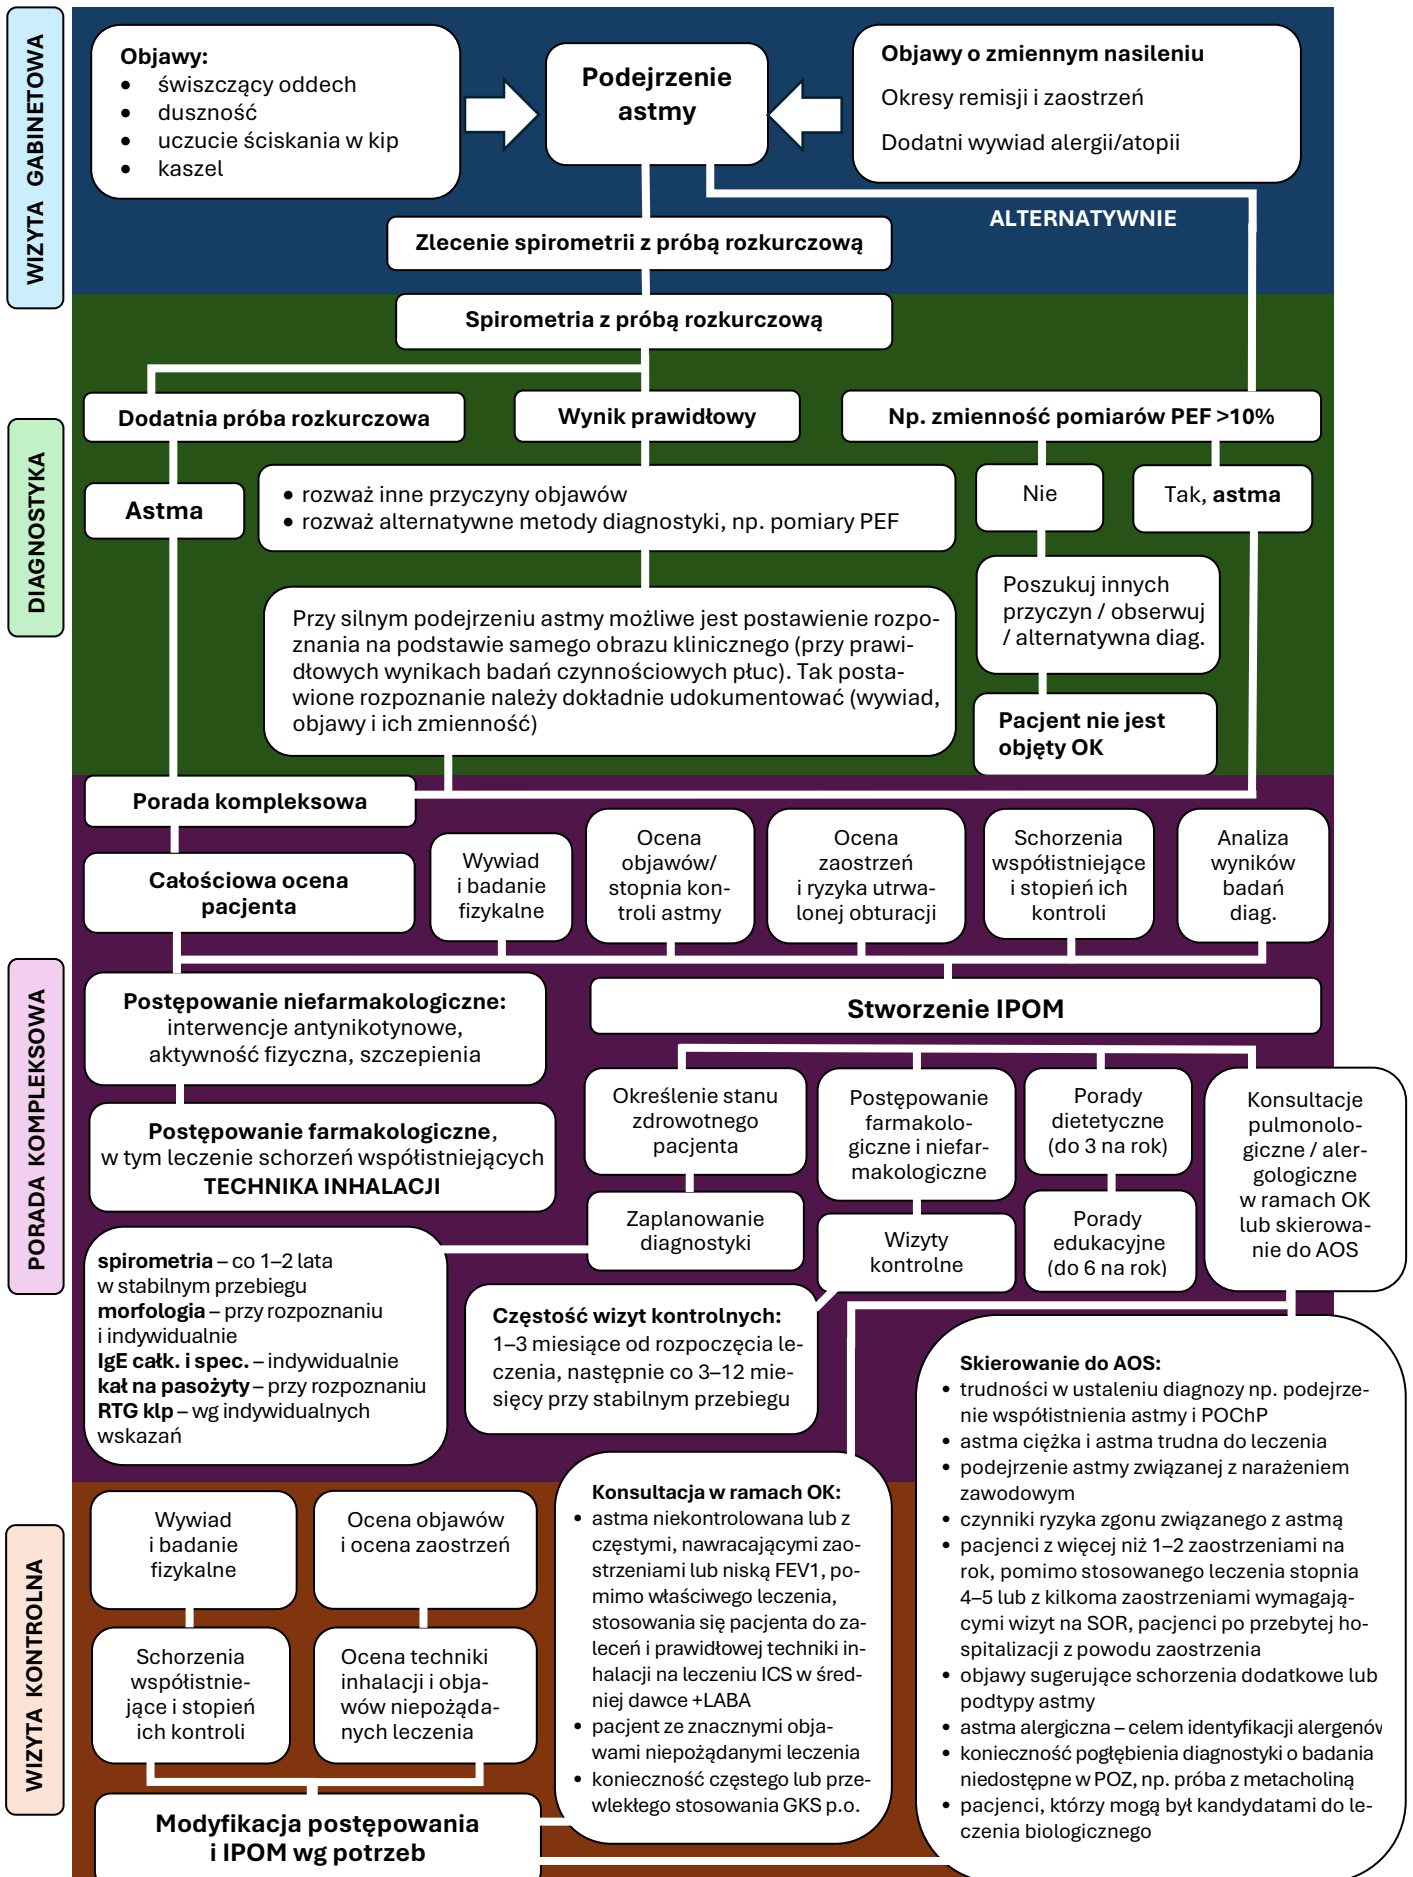 WIZYTA GABINETOWA
Objawy:
• świszczący oddech
• duszność
• uczucie ściskania w kip
• kaszel
Podejrzenie
astmy
Objawy o zmiennym nasileniu
Okresy remisji i zaostrzeń
Dodatni wywiad alergii/atopii
ALTERNATYWNIE
Zlecenie spirometrii z próbą rozkurczową
DIAGNOSTYKA
Spirometria z próbą rozkurczową
Dodatnia próba rozkurczowa
Wynik prawidłowy
Np. zmienność pomiarów PEF >10%
Astma
• rozważ inne przyczyny objawów
• rozważ alternatywne metody diagnostyki, np. pomiary PEF
Nie
Tak, astma
Poszukuj innych
przyczyn / obserwuj
/ alternatywna diag.
Przy silnym podejrzeniu astmy możliwe jest postawienie rozpo-
znania na podstawie samego obrazu klinicznego (przy prawi-
dłowych wynikach badań czynnościowych płuc). Tak posta-
wione rozpoznanie należy dokładnie udokumentować (wywiad,
objawy i ich zmienność)
Pacjent nie jest
objęty OK
PORADA KOMPLEKSOWA
Porada kompleksowa
Całościowa ocena
pacjenta
Wywiad
i badanie
fizykalne
Ocena
objawów/
stopnia kon-
troli astmy
Ocena
zaostrzeń
i ryzyka utrwa-
lonej obturacji
Schorzenia
współistniejące
i stopień ich
kontroli
Analiza
wyników
badań
diag.
Postępowanie niefarmakologiczne:
interwencje antynikotynowe,
aktywność fizyczna, szczepienia
Stworzenie IPOM
Postępowanie farmakologiczne,
w tym leczenie schorzeń współistniejących
TECHNIKA INHALACJI
Określenie stanu
zdrowotnego
pacjenta
Postępowanie
farmakolo-
giczne i niefar-
makologiczne
Porady
dietetyczne
(do 3 na rok)
Konsultacje
pulmonolo-
giczne / aler-
gologiczne
w ramach OK
lub skierowa-
nie do AOS
Zaplanowanie
diagnostyki
Wizyty
kontrolne
Porady
edukacyjne
(do 6 na rok)
spirometria – co 1–2 lata
w stabilnym przebiegu
morfologia – przy rozpoznaniu
i indywidualnie
IgE całk. i spec. – indywidualnie
kał na pasożyty – przy rozpoznaniu
RTG klp – wg indywidualnych
wskazań
Częstość wizyt kontrolnych:
1–3 miesiące od rozpoczęcia le-
czenia, następnie co 3–12 mie-
sięcy przy stabilnym przebiegu
Skierowanie do AOS:
• trudności w ustaleniu diagnozy np. podejrze-
nie współistnienia astmy i POChP
• astma ciężka i astma trudna do leczenia
• podejrzenie astmy związanej z narażeniem
zawodowym
• czynniki ryzyka zgonu związanego z astmą
• pacjenci z więcej niż 1–2 zaostrzeniami na
rok, pomimo stosowanego leczenia stopnia
4–5 lub z kilkoma zaostrzeniami wymagają-
cymi wizyt na SOR, pacjenci po przebytej ho-
spitalizacji z powodu zaostrzenia
• objawy sugerujące schorzenia dodatkowe lub
podtypy astmy
• astma alergiczna – celem identyfikacji alergenów
• konieczność pogłębienia diagnostyki o badania
niedostępne w POZ, np. próba z metacholiną
• pacjenci, którzy mogą był kandydatami do le-
czenia biologicznego
WIZYTA KONTROLNA
Wywiad
i badanie
fizykalne
Ocena objawów
i ocena zaostrzeń
Schorzenia
współistnie-
jące i stopień
ich kontroli
Ocena techniki
inhalacji i obja-
wów niepożąda-
nych leczenia
Konsultacja w ramach OK:
• astma niekontrolowana lub z
częstymi, nawracającymi zao-
strzeniami lub niską FEV1, po-
mimo właściwego leczenia,
stosowania się pacjenta do za-
leceń i prawidłowej techniki in-
halacji na leczeniu ICS w śred-
niej dawce +LABA
• pacjent ze znacznymi obja-
wami niepożądanymi leczenia
• konieczność częstego lub prze-
wlekłego stosowania GKS p.o.
Modyfikacja postępowania
i IPOM wg potrzeb